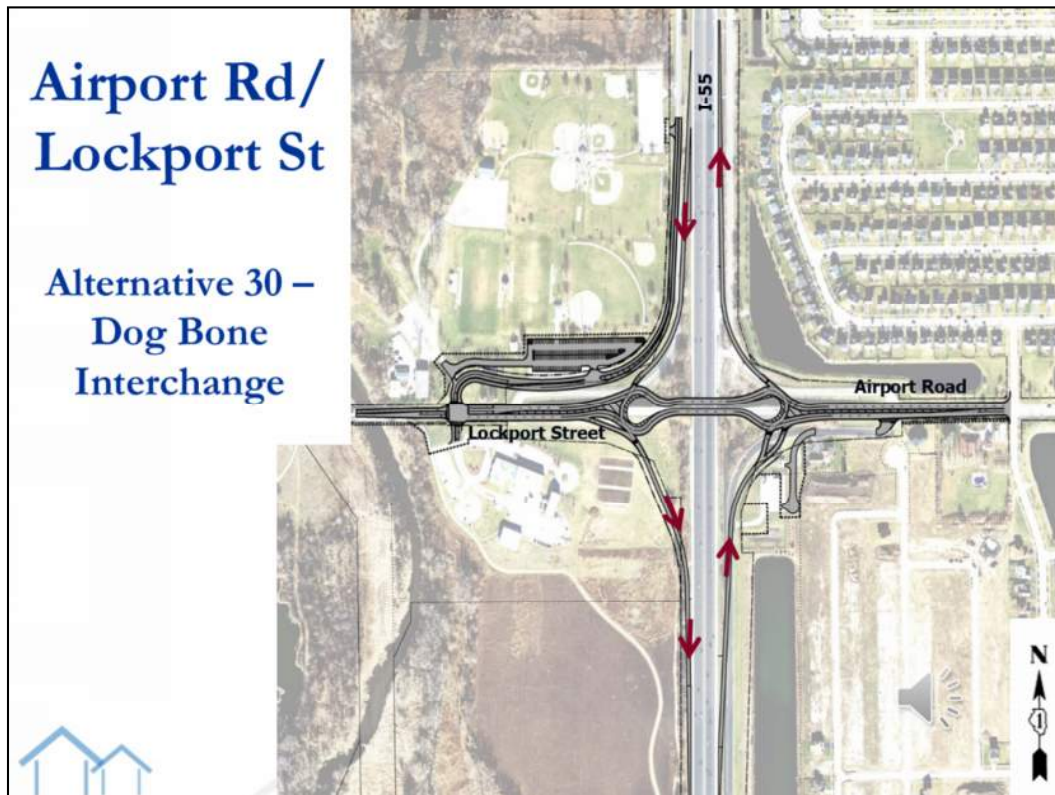 Airport Rd/
Lockport St
Alternative 30 –
Dog Bone
Interchange
I-55
Airport Road
Lockport Street
N